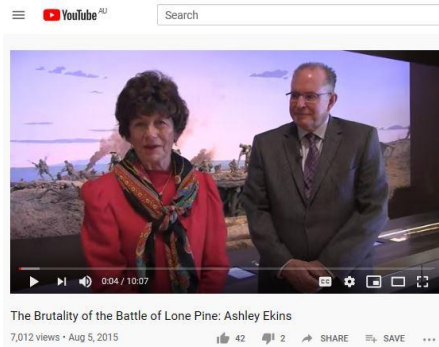 YouTube AU
Search
0:04 / 10:07
CC
The Brutality of the Battle of Lone Pine: Ashley Ekins
7,012 views • Aug 5, 2015
42
2
SHARE
SAVE